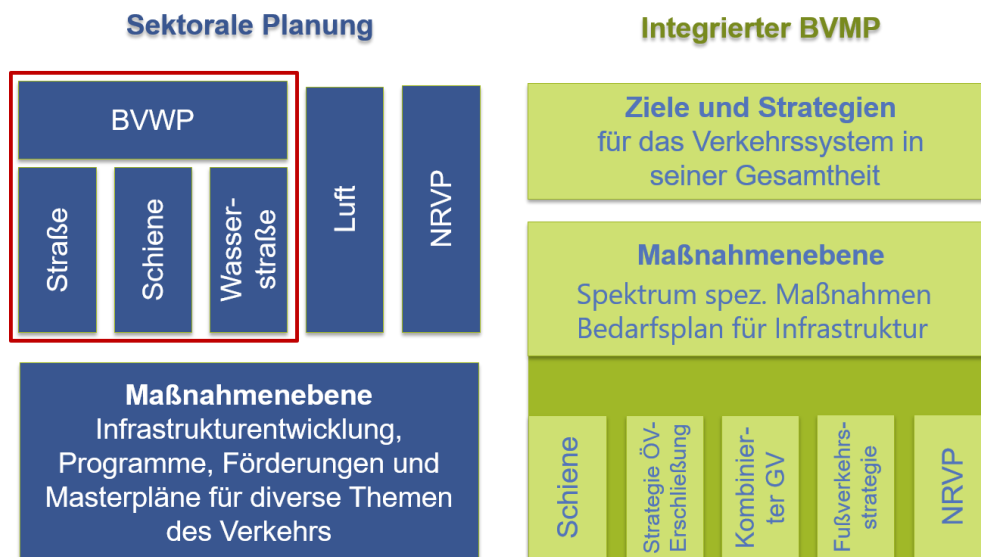 Sektorale Planung
BVWP
Straße
Schiene
Wasser-
straße
Luft
NRVP
Maßnahmenebene
Infrastrukturentwicklung,
Programme, Förderungen und
Masterpläne für diverse Themen
des Verkehrs
Integrierter BVMP
Ziele und Strategien
für das Verkehrssystem in
seiner Gesamtheit
Maßnahmenebene
Spektrum spez. Maßnahmen
Bedarfsplan für Infrastruktur
Schiene
Strategie ÖV-
Erschließung
Kombinier-
ter GV
Fußverkehrs-
strategie
NRVP